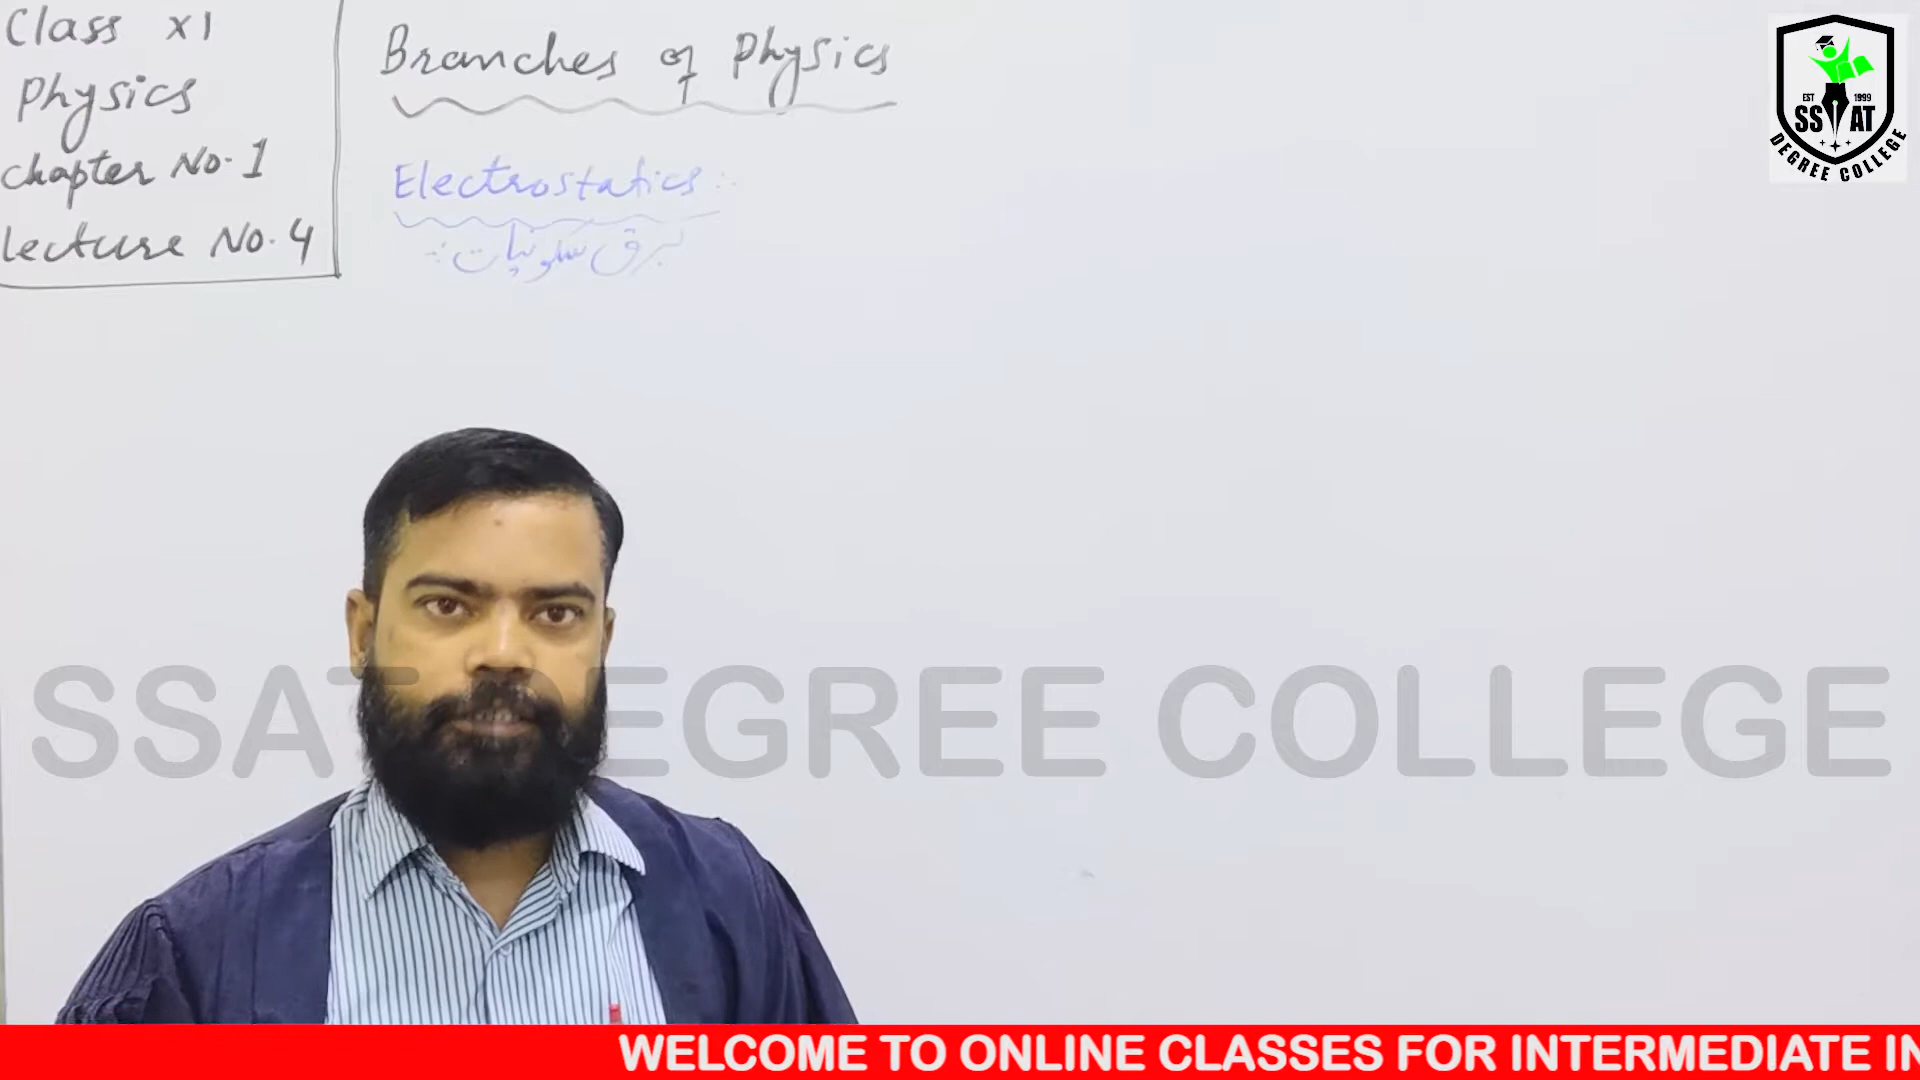 Class XI
Physics
Chapter No. 1
Lecture No. 4
Branches of Physics
Electrostatics :-
برق سکونیات :-
EST 1999
SSAT
DEGREE COLLEGE
SSAT DEGREE COLLEGE
WELCOME TO ONLINE CLASSES FOR INTERMEDIATE IN